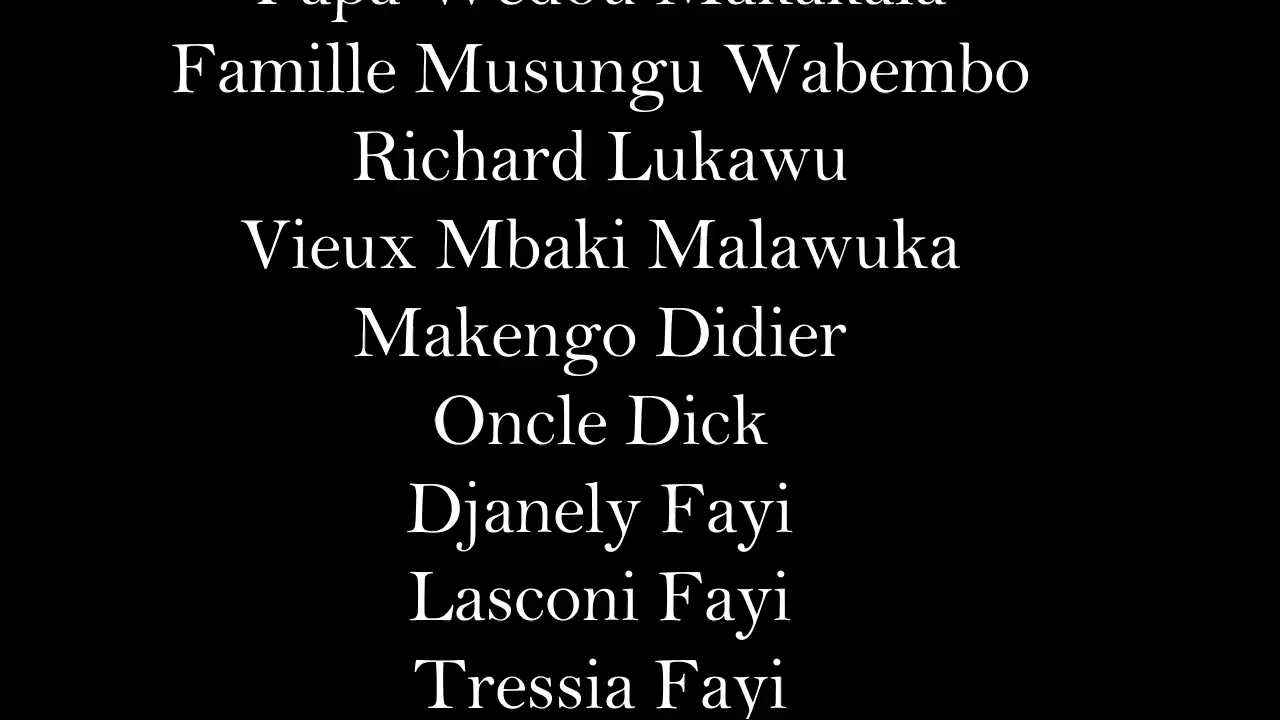 Famille Musungu Wabembo
Richard Lukawu
Vieux Mbaki Malawuka
Makengo Didier
Oncle Dick
Djanely Fayi
Lasconi Fayi
Tressia Fayi